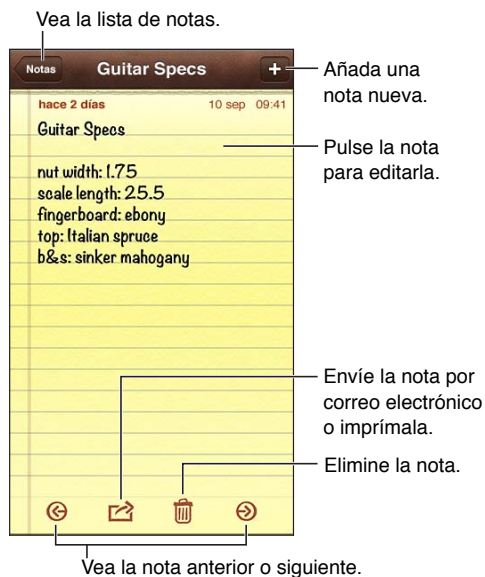 Vea la lista de notas.
Notas
Guitar Specs
+
Añada una
nota nueva.
hace 2 días 10 sep 09:41
Guitar Specs
Pulse la nota
para editarla.
nut width: 1.75
scale length: 25.5
fingerboard: ebony
top: Italian spruce
b&s: sinker mahogany
Envíe la nota por
correo electrónico
o imprímala.
Elimine la nota.
Vea la nota anterior o siguiente.